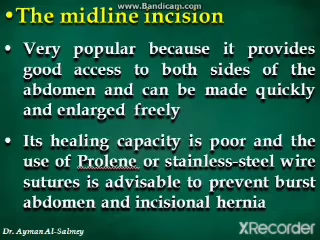 www.Bandicam.com
•The midline incision
• Very popular because it provides
good access to both sides of the
abdomen and can be made quickly
and enlarged freely
• Its healing capacity is poor and the
use of Prolene or stainless-steel wire
sutures is advisable to prevent burst
abdomen and incisional hernia
Dr. Ayman Al-Salmey
XRecorder